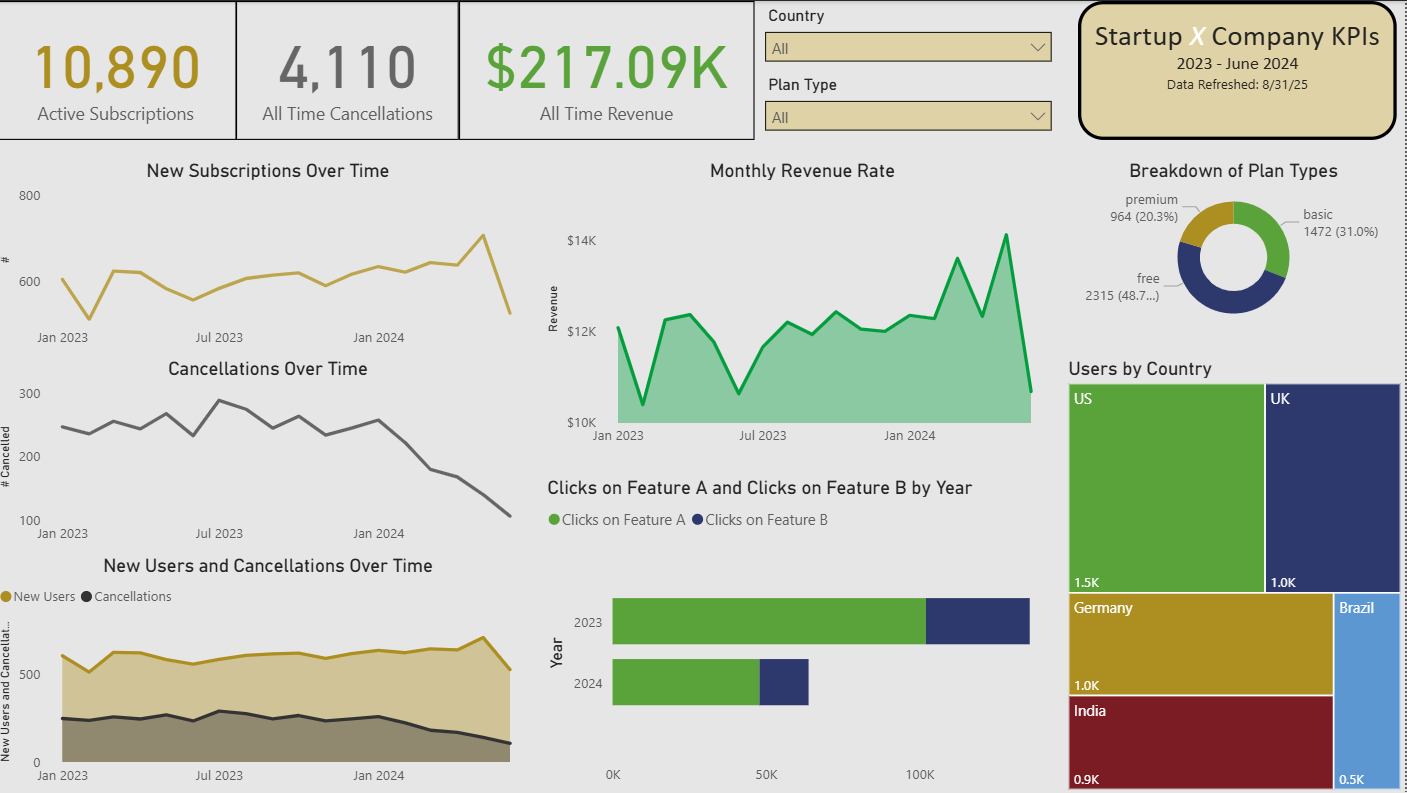 10,890
Active Subscriptions
4,110
All Time Cancellations
$217.09K
All Time Revenue
Country
All
Plan Type
All
Startup X Company KPIs
2023 - June 2024
Data Refreshed: 8/31/25
New Subscriptions Over Time
#
800
600
Jan 2023 Jul 2023 Jan 2024
Cancellations Over Time
# Cancelled
300
200
100
Jan 2023 Jul 2023 Jan 2024
New Users and Cancellations Over Time
New Users Cancellations
New Users and Cancellat...
500
0
Jan 2023 Jul 2023 Jan 2024
Monthly Revenue Rate
Revenue
$14K
$12K
$10K
Jan 2023 Jul 2023 Jan 2024
Clicks on Feature A and Clicks on Feature B by Year
Clicks on Feature A Clicks on Feature B
Year
2023
2024
0K 50K 100K
Breakdown of Plan Types
premium
964 (20.3%)
basic
1472 (31.0%)
free
2315 (48.7...)
Users by Country
US
1.5K
UK
1.0K
Germany
1.0K
Brazil
0.5K
India
0.9K